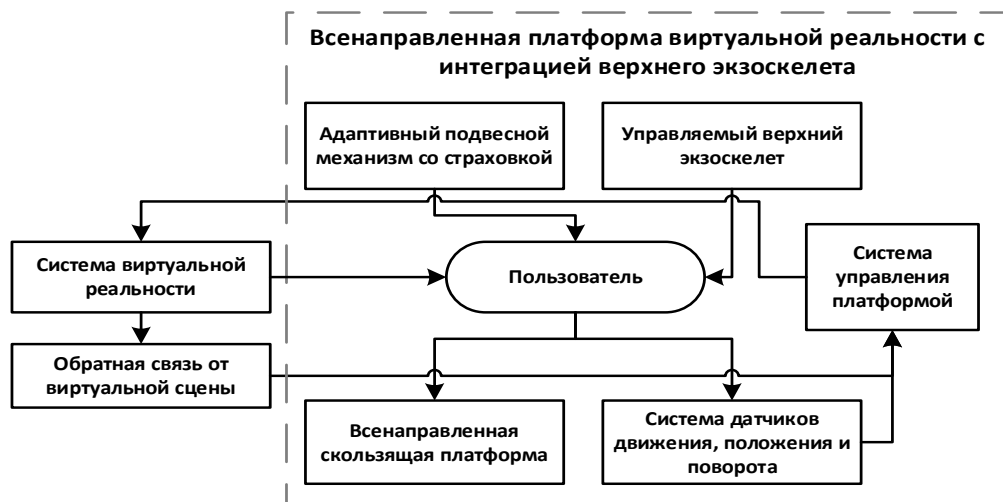 Всенаправленная платформа виртуальной реальности с
интеграцией верхнего экзоскелета
Адаптивный подвесной
механизм со страховкой
Управляемый верхний
экзоскелет
Система виртуальной
реальности
Пользователь
Система
управления
платформой
Обратная связь от
виртуальной сцены
Всенаправленная
скользящая платформа
Система датчиков
движения, положения и
поворота